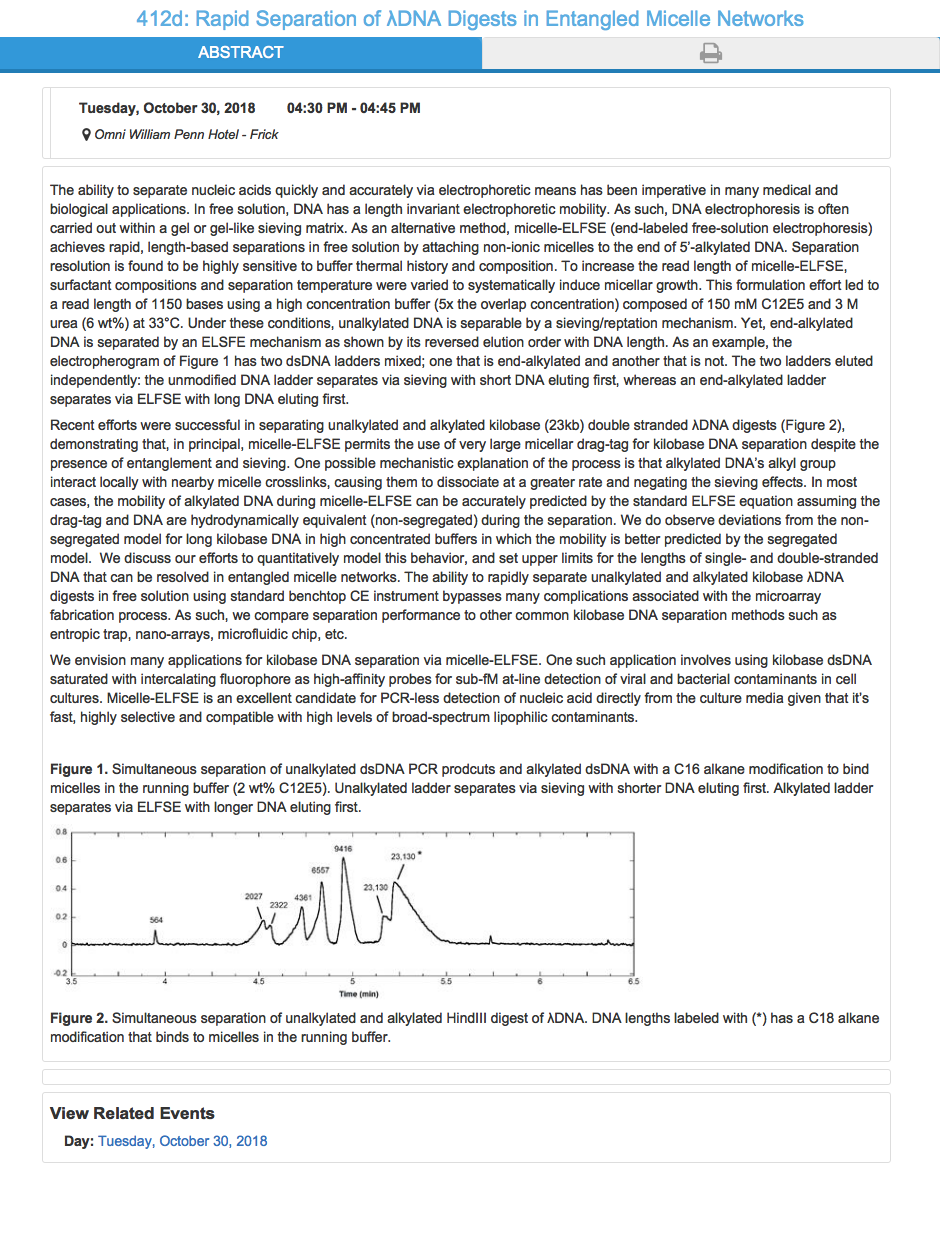 412d: Rapid Separation of λDNA Digests in Entangled Micelle Networks
ABSTRACT
Tuesday, October 30, 2018 04:30 PM - 04:45 PM
Omni William Penn Hotel - Frick
The ability to separate nucleic acids quickly and accurately via electrophoretic means has been imperative in many medical and
biological applications. In free solution, DNA has a length invariant electrophoretic mobility. As such, DNA electrophoresis is often
carried out within a gel or gel-like sieving matrix. As an alternative method, micelle-ELFSE (end-labeled free-solution electrophoresis)
achieves rapid, length-based separations in free solution by attaching non-ionic micelles to the end of 5'-alkylated DNA. Separation
resolution is found to be highly sensitive to buffer thermal history and composition. To increase the read length of micelle-ELFSE,
surfactant compositions and separation temperature were varied to systematically induce micellar growth. This formulation effort led to
a read length of 1150 bases using a high concentration buffer (5x the overlap concentration) composed of 150 mM C12E5 and 3 M
urea (6 wt%) at 33°C. Under these conditions, unalkylated DNA is separable by a sieving/reptation mechanism. Yet, end-alkylated
DNA is separated by an ELSFE mechanism as shown by its reversed elution order with DNA length. As an example, the
electropherogram of Figure 1 has two dsDNA ladders mixed; one that is end-alkylated and another that is not. The two ladders eluted
independently: the unmodified DNA ladder separates via sieving with short DNA eluting first, whereas an end-alkylated ladder
separates via ELFSE with long DNA eluting first.
Recent efforts were successful in separating unalkylated and alkylated kilobase (23kb) double stranded λDNA digests (Figure 2),
demonstrating that, in principal, micelle-ELFSE permits the use of very large micellar drag-tag for kilobase DNA separation despite the
presence of entanglement and sieving. One possible mechanistic explanation of the process is that alkylated DNA's alkyl group
interact locally with nearby micelle crosslinks, causing them to dissociate at a greater rate and negating the sieving effects. In most
cases, the mobility of alkylated DNA during micelle-ELFSE can be accurately predicted by the standard ELFSE equation assuming the
drag-tag and DNA are hydrodynamically equivalent (non-segregated) during the separation. We do observe deviations from the non-
segregated model for long kilobase DNA in high concentrated buffers in which the mobility is better predicted by the segregated
model. We discuss our efforts to quantitatively model this behavior, and set upper limits for the lengths of single- and double-stranded
DNA that can be resolved in entangled micelle networks. The ability to rapidly separate unalkylated and alkylated kilobase λDNA
digests in free solution using standard benchtop CE instrument bypasses many complications associated with the microarray
fabrication process. As such, we compare separation performance to other common kilobase DNA separation methods such as
entropic trap, nano-arrays, microfluidic chip, etc.
We envision many applications for kilobase DNA separation via micelle-ELFSE. One such application involves using kilobase dsDNA
saturated with intercalating fluorophore as high-affinity probes for sub-fM at-line detection of viral and bacterial contaminants in cell
cultures. Micelle-ELFSE is an excellent candidate for PCR-less detection of nucleic acid directly from the culture media given that it's
fast, highly selective and compatible with high levels of broad-spectrum lipophilic contaminants.
Figure 1. Simultaneous separation of unalkylated dsDNA PCR prodcuts and alkylated dsDNA with a C16 alkane modification to bind
micelles in the running buffer (2 wt% C12E5). Unalkylated ladder separates via sieving with shorter DNA eluting first. Alkylated ladder
separates via ELFSE with longer DNA eluting first.
0.8
0.6
0.4
0.2
0
-0.2
564
2027
2322
4361
6557
9416
23,130
23,130 *
3.5 4 4.5 5 5.5 6 6.5
Time (min)
Figure 2. Simultaneous separation of unalkylated and alkylated HindIII digest of λDNA. DNA lengths labeled with (*) has a C18 alkane
modification that binds to micelles in the running buffer.
View Related Events
Day: Tuesday, October 30, 2018